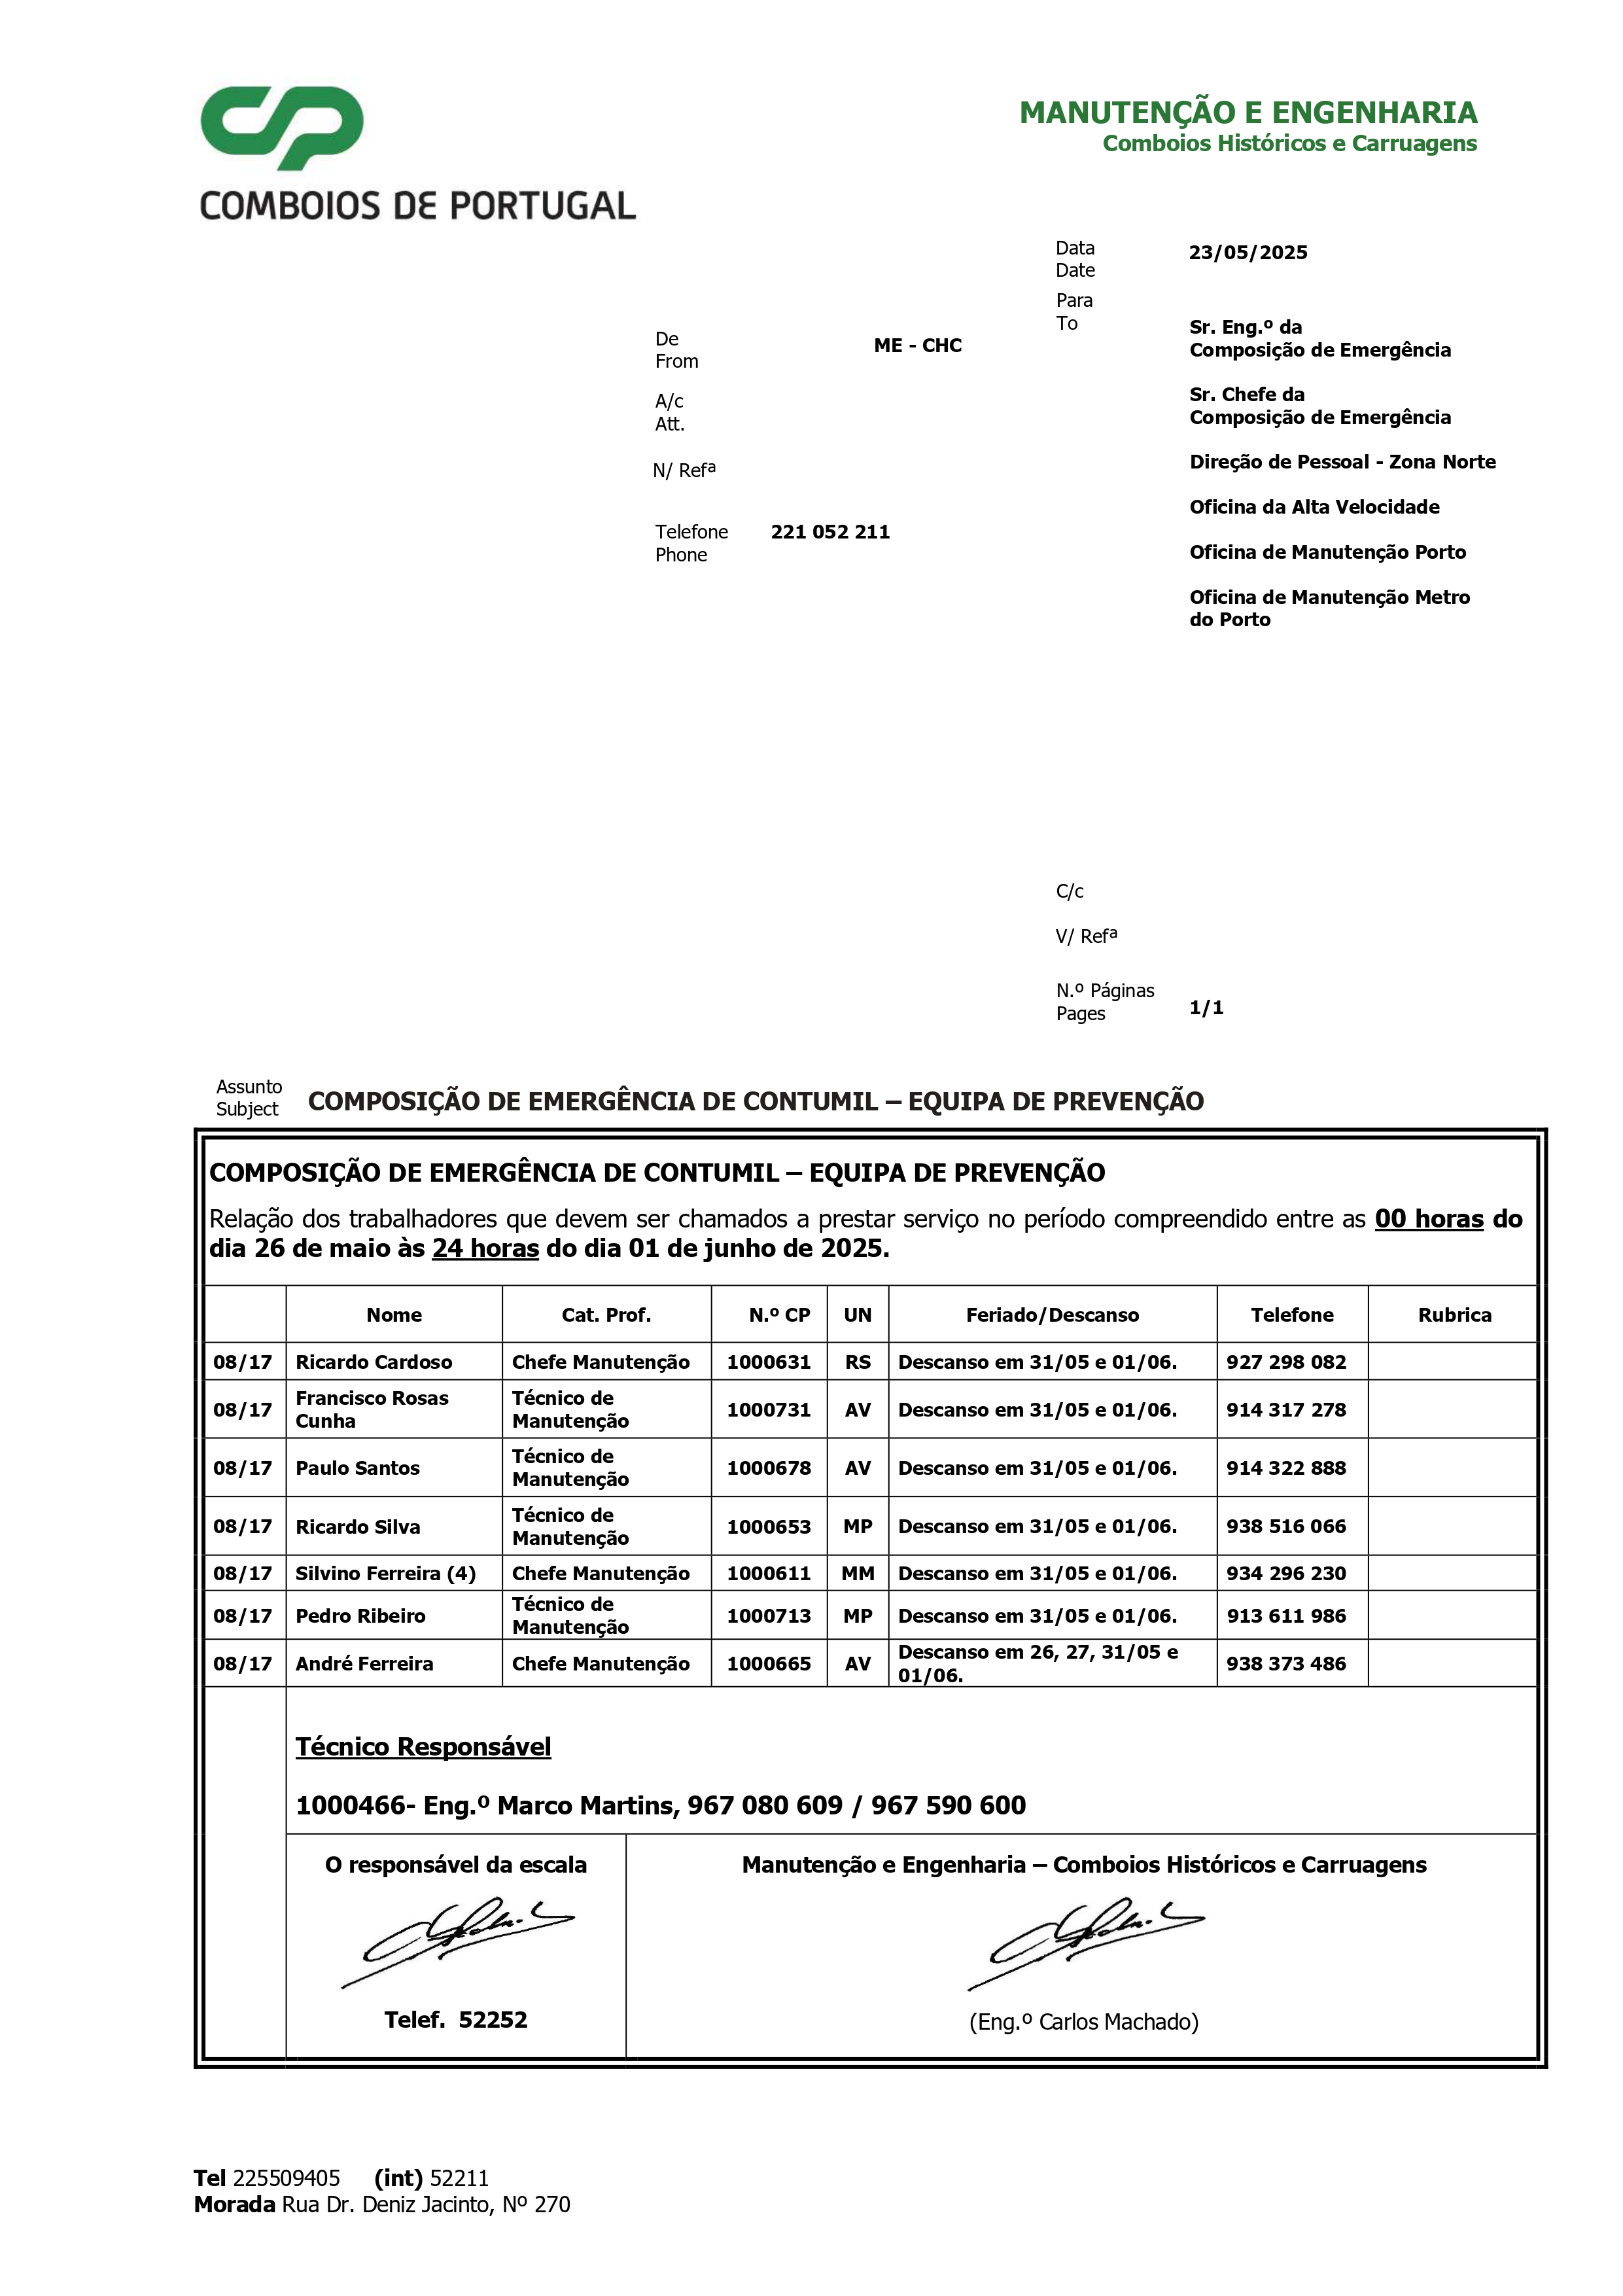 CP
COMBOIOS DE PORTUGAL
MANUTENÇÃO E ENGENHARIA
Comboios Históricos e Carruagens
Data
Date
23/05/2025
Para
To
De
From
ME - CHC
A/c
Att.
N/ Refª
Telefone
Phone
221 052 211
Sr. Eng.º da
Composição de Emergência
Sr. Chefe da
Composição de Emergência
Direção de Pessoal - Zona Norte
Oficina da Alta Velocidade
Oficina de Manutenção Porto
Oficina de Manutenção Metro
do Porto
C/c
V/ Refª
N.º Páginas
Pages
1/1
Assunto
Subject
COMPOSIÇÃO DE EMERGÊNCIA DE CONTUMIL – EQUIPA DE PREVENÇÃO
COMPOSIÇÃO DE EMERGÊNCIA DE CONTUMIL – EQUIPA DE PREVENÇÃO
Relação dos trabalhadores que devem ser chamados a prestar serviço no período compreendido entre as 00 horas do
dia 26 de maio às 24 horas do dia 01 de junho de 2025.
Nome Cat. Prof. N.º CP UN Feriado/Descanso Telefone Rubrica
08/17 Ricardo Cardoso Chefe Manutenção 1000631 RS Descanso em 31/05 e 01/06. 927 298 082
08/17 Francisco Rosas Cunha Técnico de Manutenção 1000731 AV Descanso em 31/05 e 01/06. 914 317 278
08/17 Paulo Santos Técnico de Manutenção 1000678 AV Descanso em 31/05 e 01/06. 914 322 888
08/17 Ricardo Silva Técnico de Manutenção 1000653 MP Descanso em 31/05 e 01/06. 938 516 066
08/17 Silvino Ferreira (4) Chefe Manutenção 1000611 MM Descanso em 31/05 e 01/06. 934 296 230
08/17 Pedro Ribeiro Técnico de Manutenção 1000713 MP Descanso em 31/05 e 01/06. 913 611 986
08/17 André Ferreira Chefe Manutenção 1000665 AV Descanso em 26, 27, 31/05 e 01/06. 938 373 486
Técnico Responsável
1000466- Eng.º Marco Martins, 967 080 609 / 967 590 600
O responsável da escala
Telef. 52252
Manutenção e Engenharia – Comboios Históricos e Carruagens
(Eng.º Carlos Machado)
Tel 225509405 (int) 52211
Morada Rua Dr. Deniz Jacinto, Nº 270